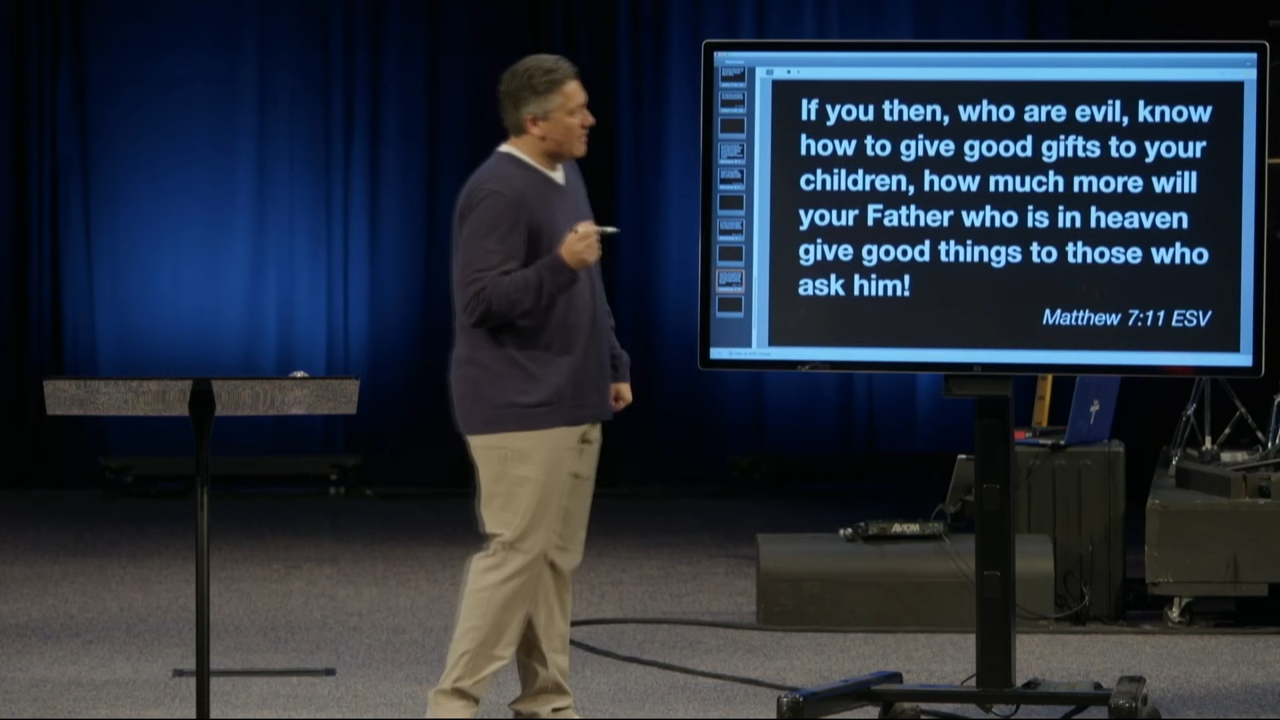 If you then, who are evil, know
how to give good gifts to your
children, how much more will
your Father who is in heaven
give good things to those who
ask him!
Matthew 7:11 ESV
AVIOM